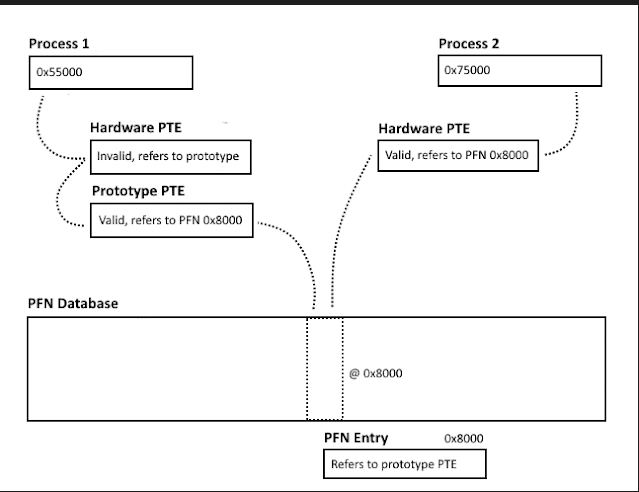 Process 1
0x55000
Process 2
0x75000
Hardware PTE
Invalid, refers to prototype
Hardware PTE
Valid, refers to PFN 0x8000
Prototype PTE
Valid, refers to PFN 0x8000
PFN Database
@ 0x8000
PFN Entry 0x8000
Refers to prototype PTE